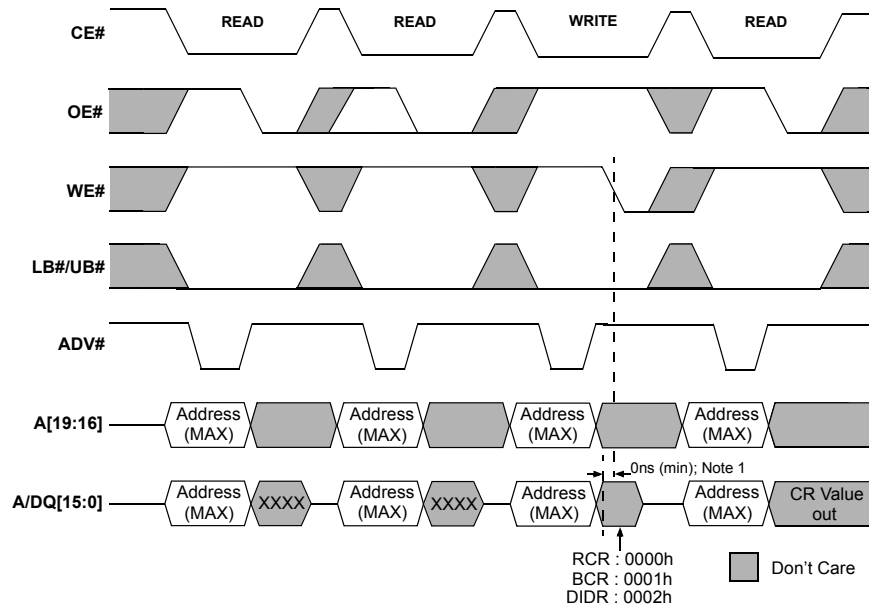 CE#
READ
READ
WRITE
READ
OE#
WE#
LB#/UB#
ADV#
A[19:16]
Address
(MAX)
Address
(MAX)
Address
(MAX)
Address
(MAX)
0ns (min); Note 1
A/DQ[15:0]
Address
(MAX)
XXXX
Address
(MAX)
XXXX
Address
(MAX)
Address
(MAX)
CR Value
out
RCR : 0000h
BCR : 0001h
DIDR : 0002h
Don't Care